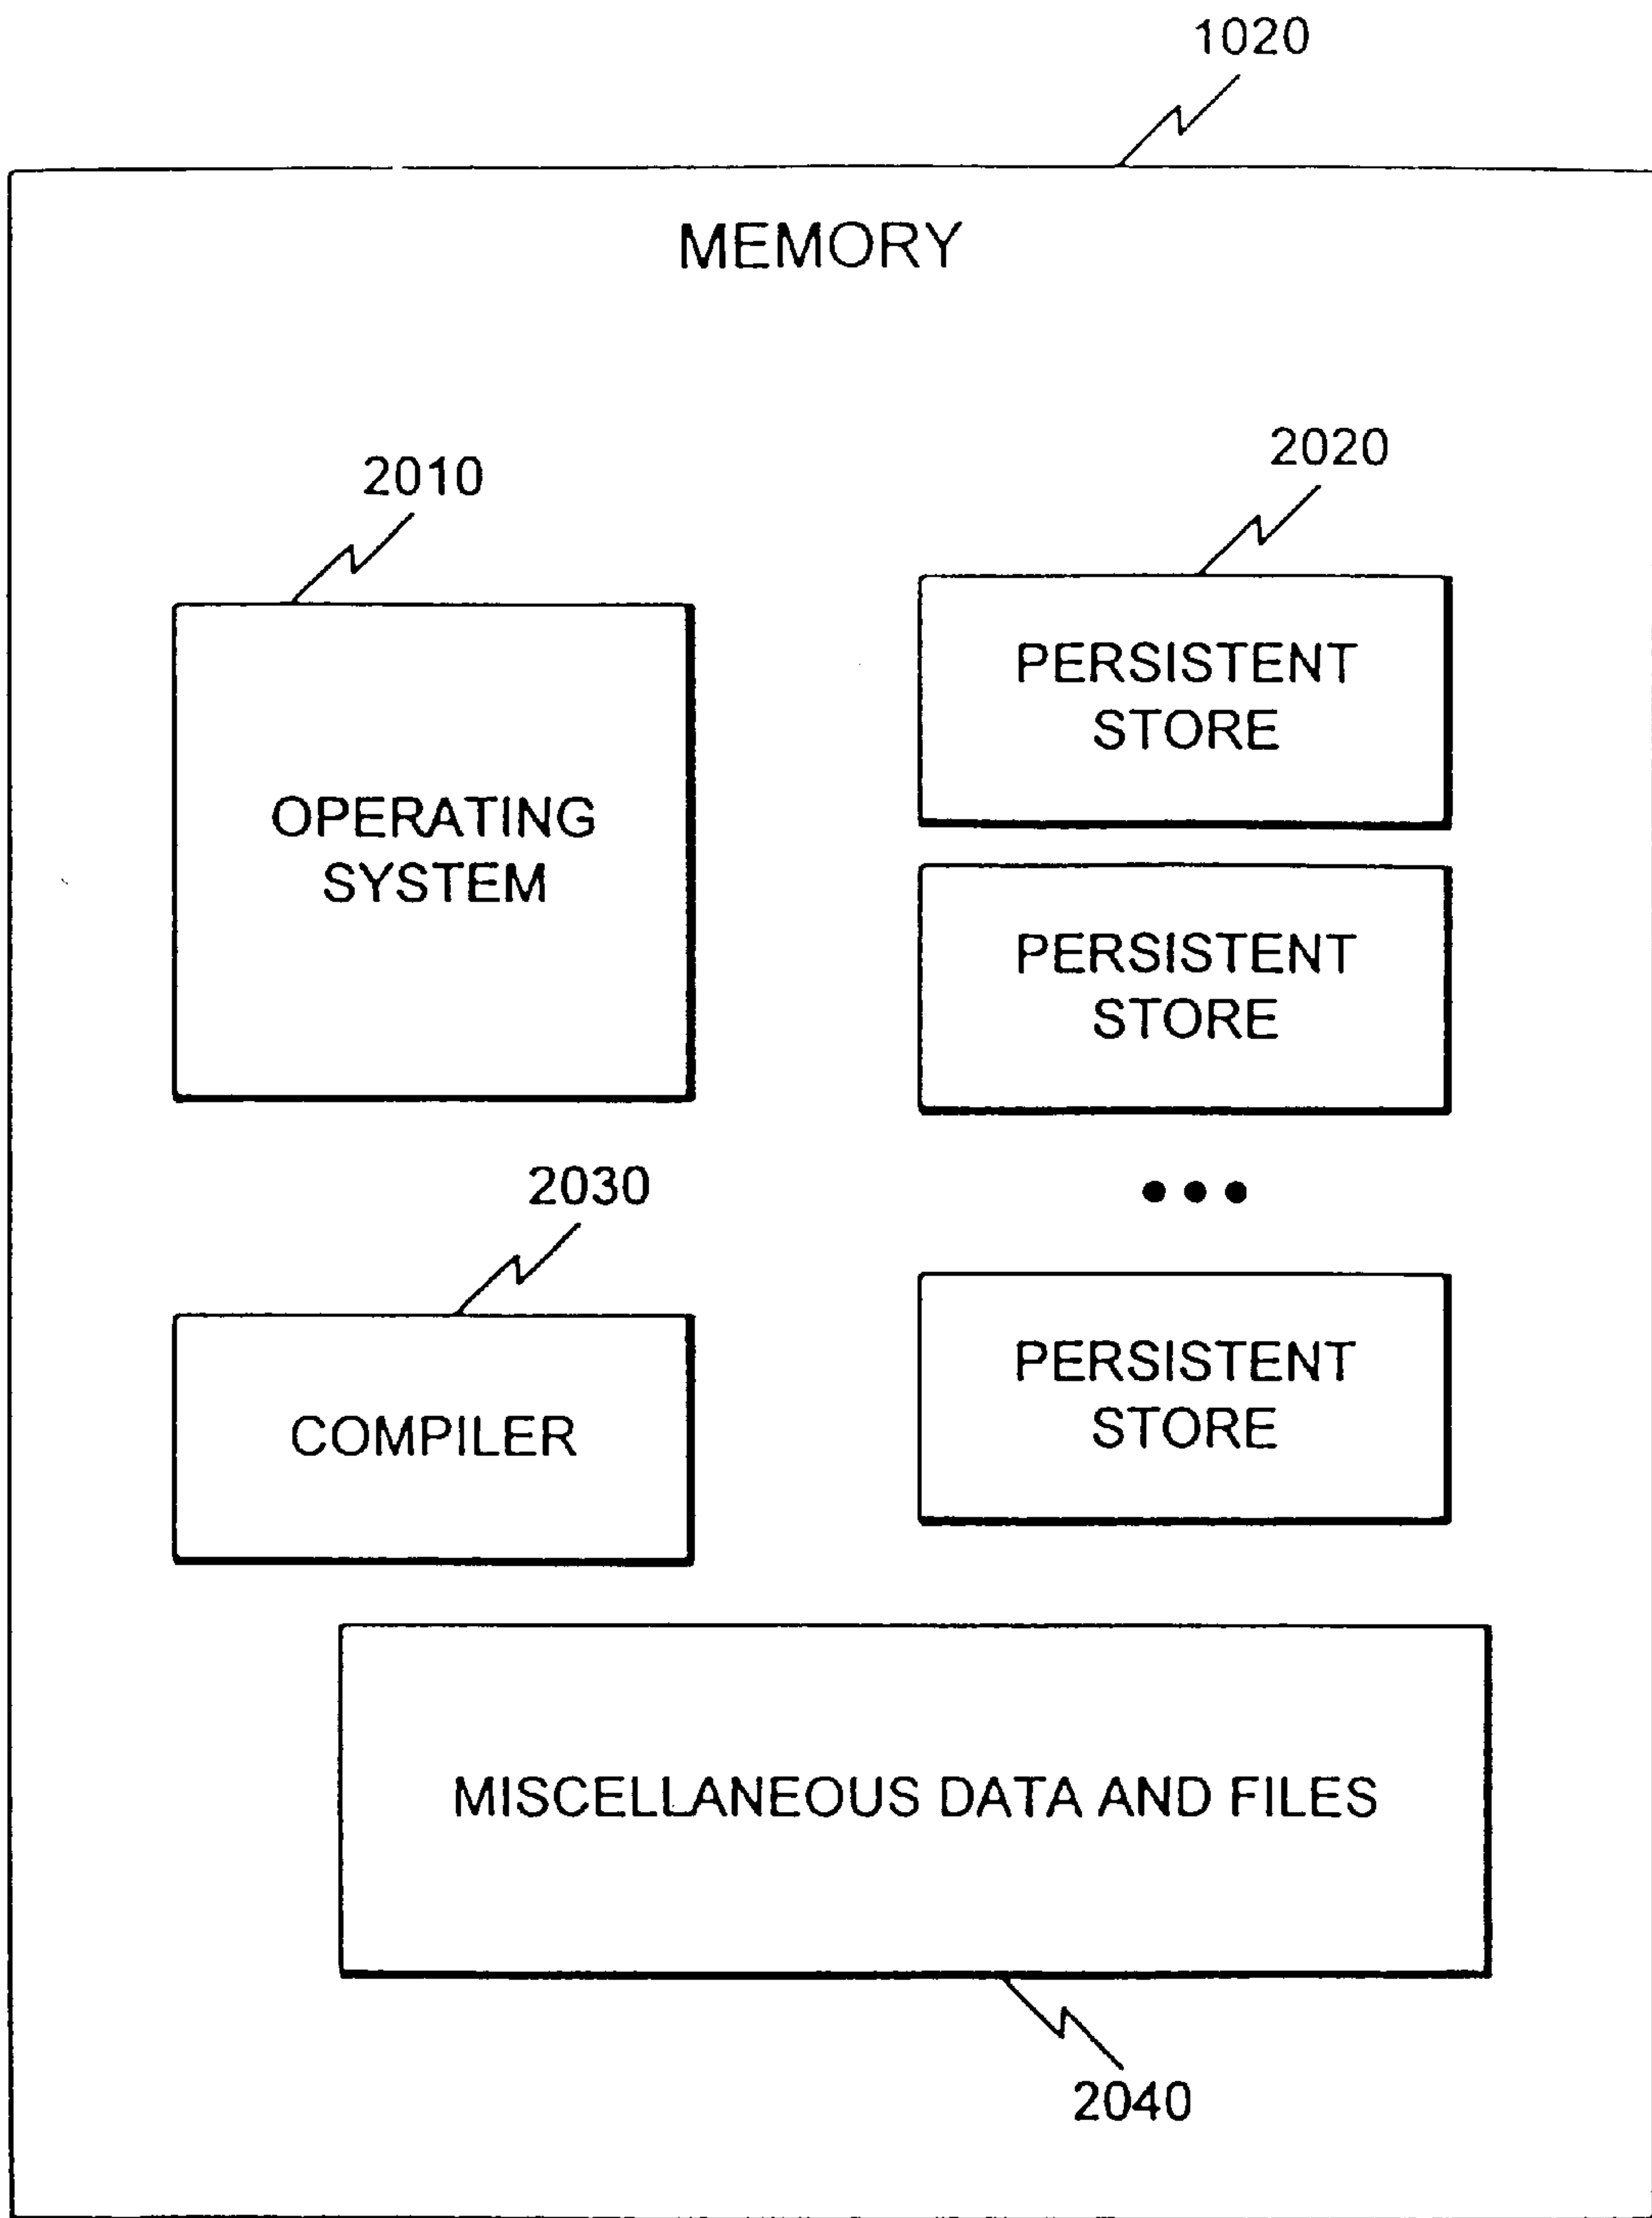 1020
MEMORY
2010
2020
OPERATING
SYSTEM
PERSISTENT
STORE
PERSISTENT
STORE
2030
COMPILER
PERSISTENT
STORE
MISCELLANEOUS DATA AND FILES
2040